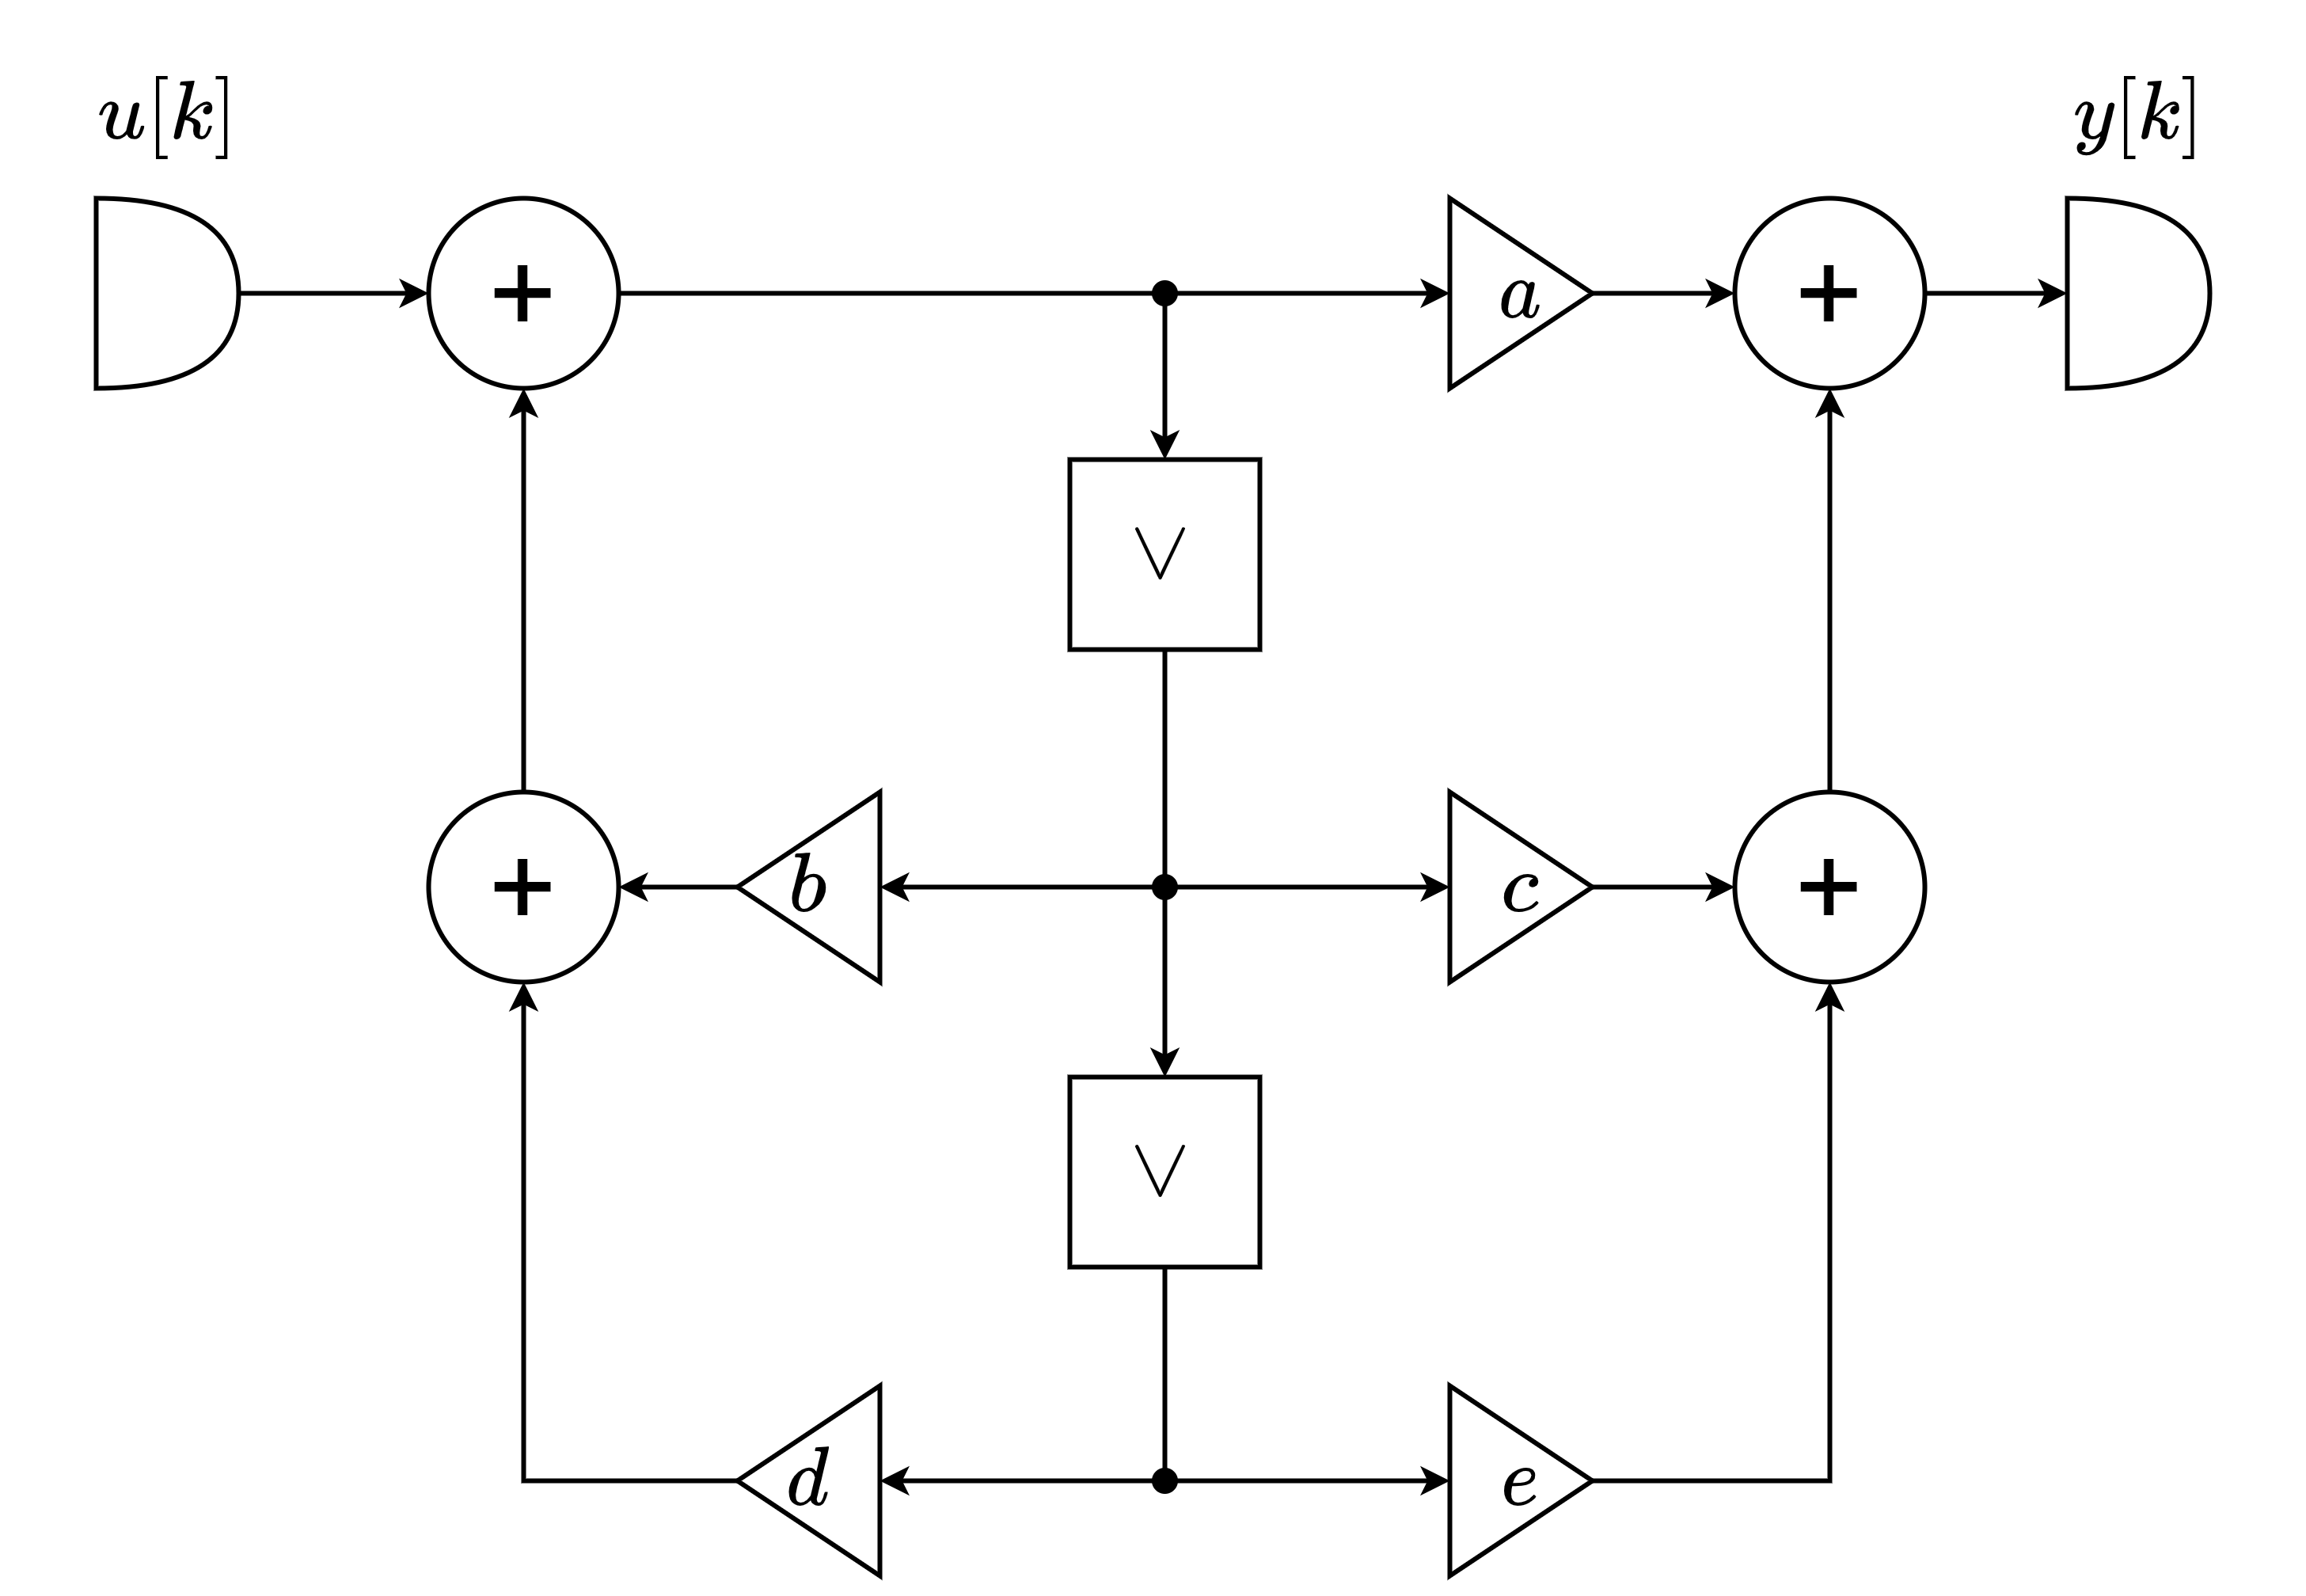 u[k] y[k]
+ a +
∨
+ b c +
∨
d e